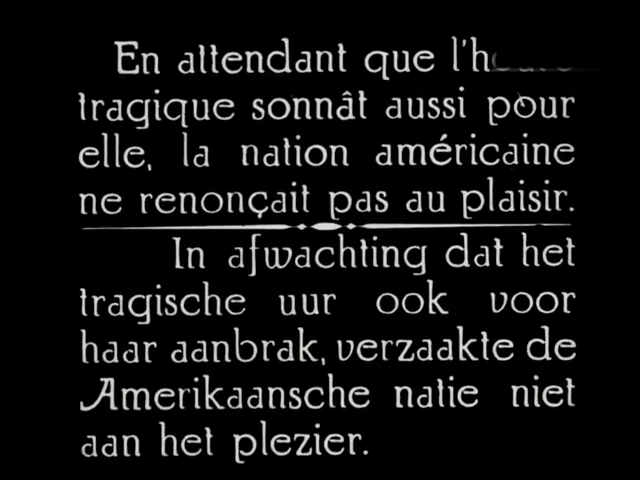 En attendant que l'heure
tragique sonnât aussi pour
elle, la nation américaine
ne renonçait pas au plaisir.
In afwachting dat het
tragische uur ook voor
haar aanbrak, verzaakte de
Amerikaansche natie niet
aan het plezier.